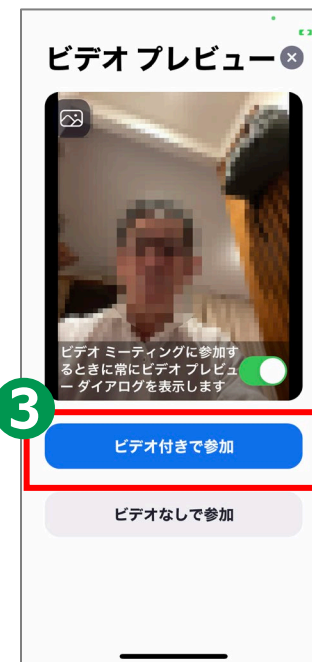 ビデオ プレビュー
ビデオ ミーティングに参加す
るときに常にビデオ プレビュ
ー ダイアログを表示します
3
ビデオ付きで参加
ビデオなしで参加